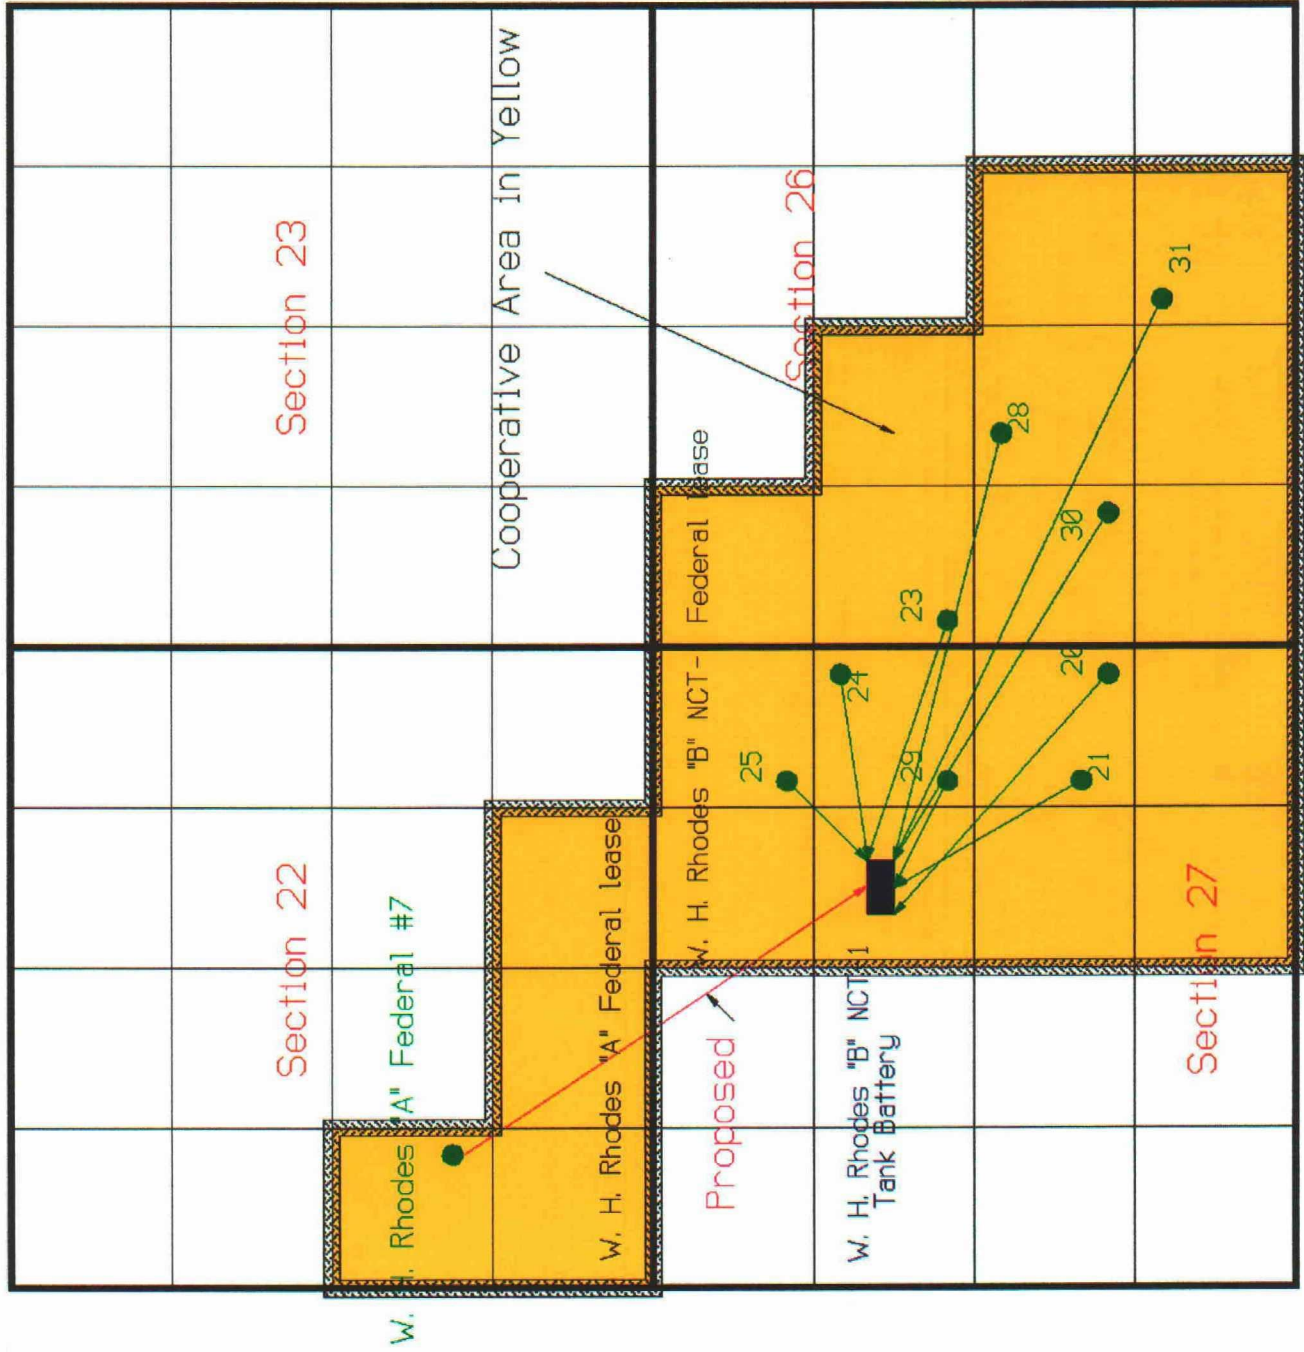 Section 22
Section 23
W. H. Rhodes "A" Federal #7
Cooperative Area in Yellow
W. H. Rhodes "A" Federal lease
W. H. Rhodes "B" NCT- Federal lease
Proposed
25
24
Section 26
W. H. Rhodes "B" NCT 1
Tank Battery
29
23
28
21
20
30
31
Section 27